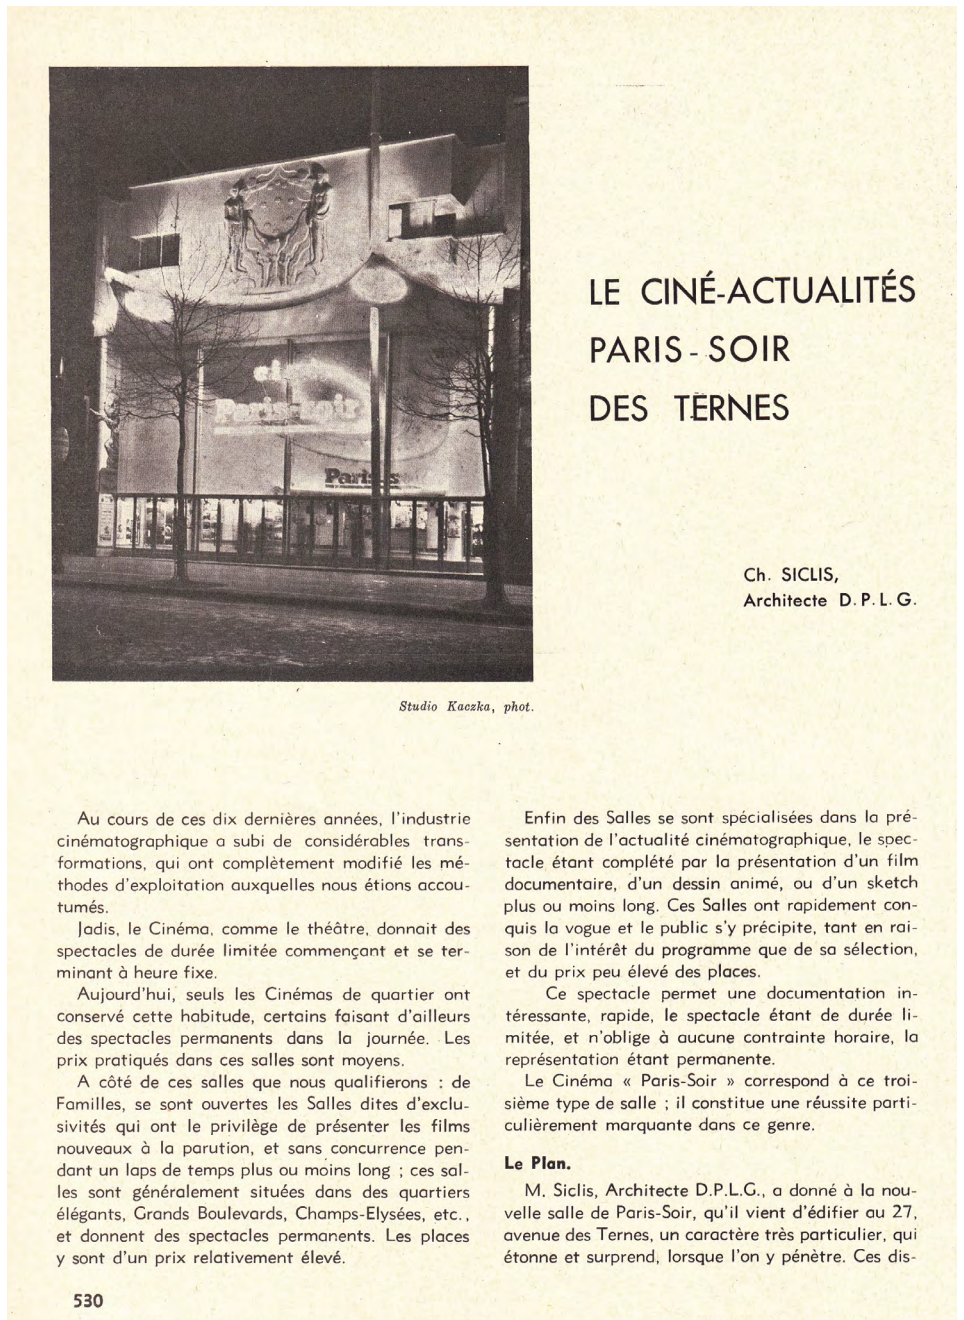 Paris-soir
Paris
LE CINÉ-ACTUALITÉS
PARIS-SOIR
DES TERNES
Ch. SICLIS,
Architecte D.P.L.G.
Studio Kaczka, phot.
Au cours de ces dix dernières années, l'industrie
cinématographique a subi de considérables trans-
formations, qui ont complètement modifié les mé-
thodes d'exploitation auxquelles nous étions accou-
tumés.
Jadis, le Cinéma, comme le théâtre, donnait des
spectacles de durée limitée commençant et se ter-
minant à heure fixe.
Aujourd'hui, seuls les Cinémas de quartier ont
conservé cette habitude, certains faisant d'ailleurs
des spectacles permanents dans la journée. Les
prix pratiqués dans ces salles sont moyens.
A côté de ces salles que nous qualifierons : de
Familles, se sont ouvertes les Salles dites d'exclu-
sivités qui ont le privilège de présenter les films
nouveaux à la parution, et sans concurrence pen-
dant un laps de temps plus ou moins long ; ces sal-
les sont généralement situées dans des quartiers
élégants, Grands Boulevards, Champs-Elysées, etc.,
et donnent des spectacles permanents. Les places
y sont d'un prix relativement élevé.
Enfin des Salles se sont spécialisées dans la pré-
sentation de l'actualité cinématographique, le spec-
tacle étant complété par la présentation d'un film
documentaire, d'un dessin animé, ou d'un sketch
plus ou moins long. Ces Salles ont rapidement con-
quis la vogue et le public s'y précipite, tant en rai-
son de l'intérêt du programme que de sa sélection,
et du prix peu élevé des places.
Ce spectacle permet une documentation in-
téressante, rapide, le spectacle étant de durée li-
mitée, et n'oblige à aucune contrainte horaire, la
représentation étant permanente.
Le Cinéma « Paris-Soir » correspond à ce troi-
sième type de salle ; il constitue une réussite parti-
culièrement marquante dans ce genre.
Le Plan.
M. Siclis, Architecte D.P.L.G., a donné à la nou-
velle salle de Paris-Soir, qu'il vient d'édifier au 27,
avenue des Ternes, un caractère très particulier, qui
étonne et surprend, lorsque l'on y pénètre. Ces dis-
530